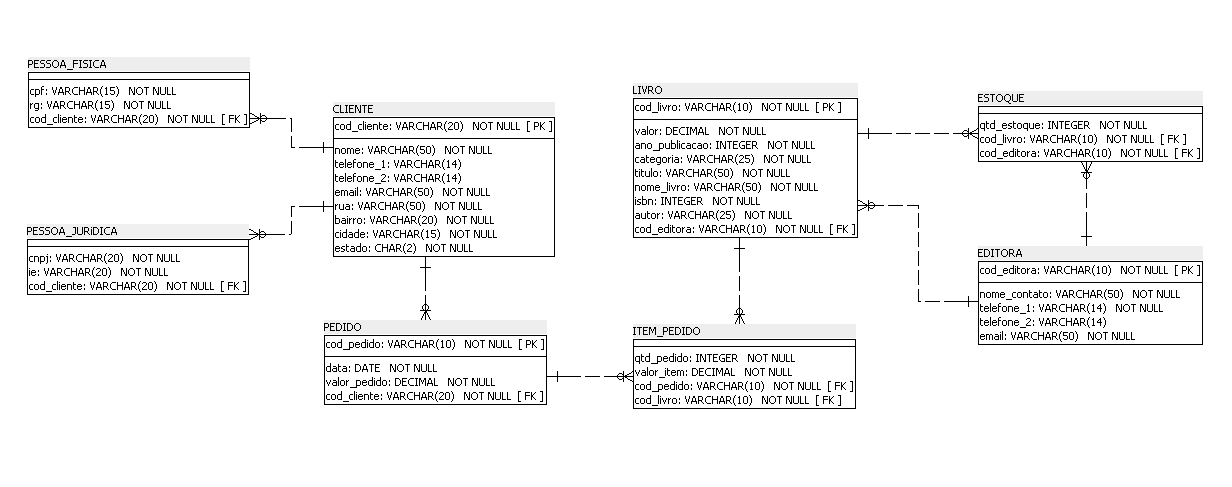 PESSOA_FISICA
cpf: VARCHAR(15) NOT NULL
rg: VARCHAR(15) NOT NULL
cod_cliente: VARCHAR(20) NOT NULL [ FK ]
PESSOA_JURíDICA
cnpj: VARCHAR(20) NOT NULL
ie: VARCHAR(20) NOT NULL
cod_cliente: VARCHAR(20) NOT NULL [ FK ]
CLIENTE
cod_cliente: VARCHAR(20) NOT NULL [ PK ]
nome: VARCHAR(50) NOT NULL
telefone_1: VARCHAR(14)
telefone_2: VARCHAR(14)
email: VARCHAR(50) NOT NULL
rua: VARCHAR(50) NOT NULL
bairro: VARCHAR(20) NOT NULL
cidade: VARCHAR(15) NOT NULL
estado: CHAR(2) NOT NULL
PEDIDO
cod_pedido: VARCHAR(10) NOT NULL [ PK ]
data: DATE NOT NULL
valor_pedido: DECIMAL NOT NULL
cod_cliente: VARCHAR(20) NOT NULL [ FK ]
LIVRO
cod_livro: VARCHAR(10) NOT NULL [ PK ]
valor: DECIMAL NOT NULL
ano_publicacao: INTEGER NOT NULL
categoria: VARCHAR(25) NOT NULL
titulo: VARCHAR(50) NOT NULL
nome_livro: VARCHAR(50) NOT NULL
isbn: INTEGER NOT NULL
autor: VARCHAR(25) NOT NULL
cod_editora: VARCHAR(10) NOT NULL [ FK ]
ITEM_PEDIDO
qtd_pedido: INTEGER NOT NULL
valor_item: DECIMAL NOT NULL
cod_pedido: VARCHAR(10) NOT NULL [ FK ]
cod_livro: VARCHAR(10) NOT NULL [ FK ]
ESTOQUE
qtd_estoque: INTEGER NOT NULL
cod_livro: VARCHAR(10) NOT NULL [ FK ]
cod_editora: VARCHAR(10) NOT NULL [ FK ]
EDITORA
cod_editora: VARCHAR(10) NOT NULL [ PK ]
nome_contato: VARCHAR(50) NOT NULL
telefone_1: VARCHAR(14) NOT NULL
telefone_2: VARCHAR(14)
email: VARCHAR(50) NOT NULL